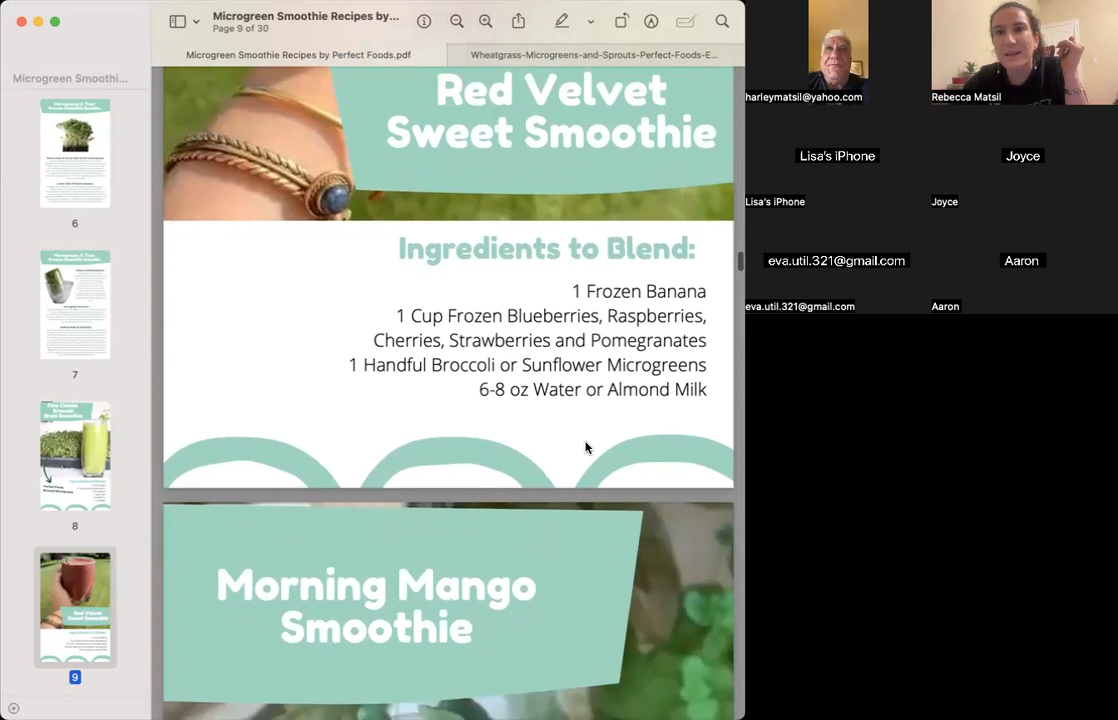 Microgreen Smoothie Recipes by...
Page 9 of 30
Microgreen Smoothie Recipes by Perfect Foods.pdf
Wheatgrass-Microgreens-and-Sprouts-Perfect-Foods-E...
Microgreen Smoothi...
6
7
8
Red Velvet
Sweet Smoothie
9
Red Velvet
Sweet Smoothie
Ingredients to Blend:
1 Frozen Banana
1 Cup Frozen Blueberries, Raspberries,
Cherries, Strawberries and Pomegranates
1 Handful Broccoli or Sunflower Microgreens
6-8 oz Water or Almond Milk
Morning Mango
Smoothie
harleymatsil@yahoo.com
Rebecca Matsil
Lisa's iPhone
Joyce
Lisa's iPhone
Joyce
eva.util.321@gmail.com
Aaron
eva.util.321@gmail.com
Aaron